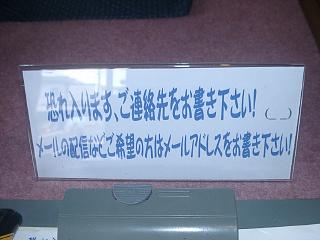 恐れ入ります、ご連絡先をお書き下さい! (_ _)
メールの配信などご希望の方はメールアドレスをお書き下さい!